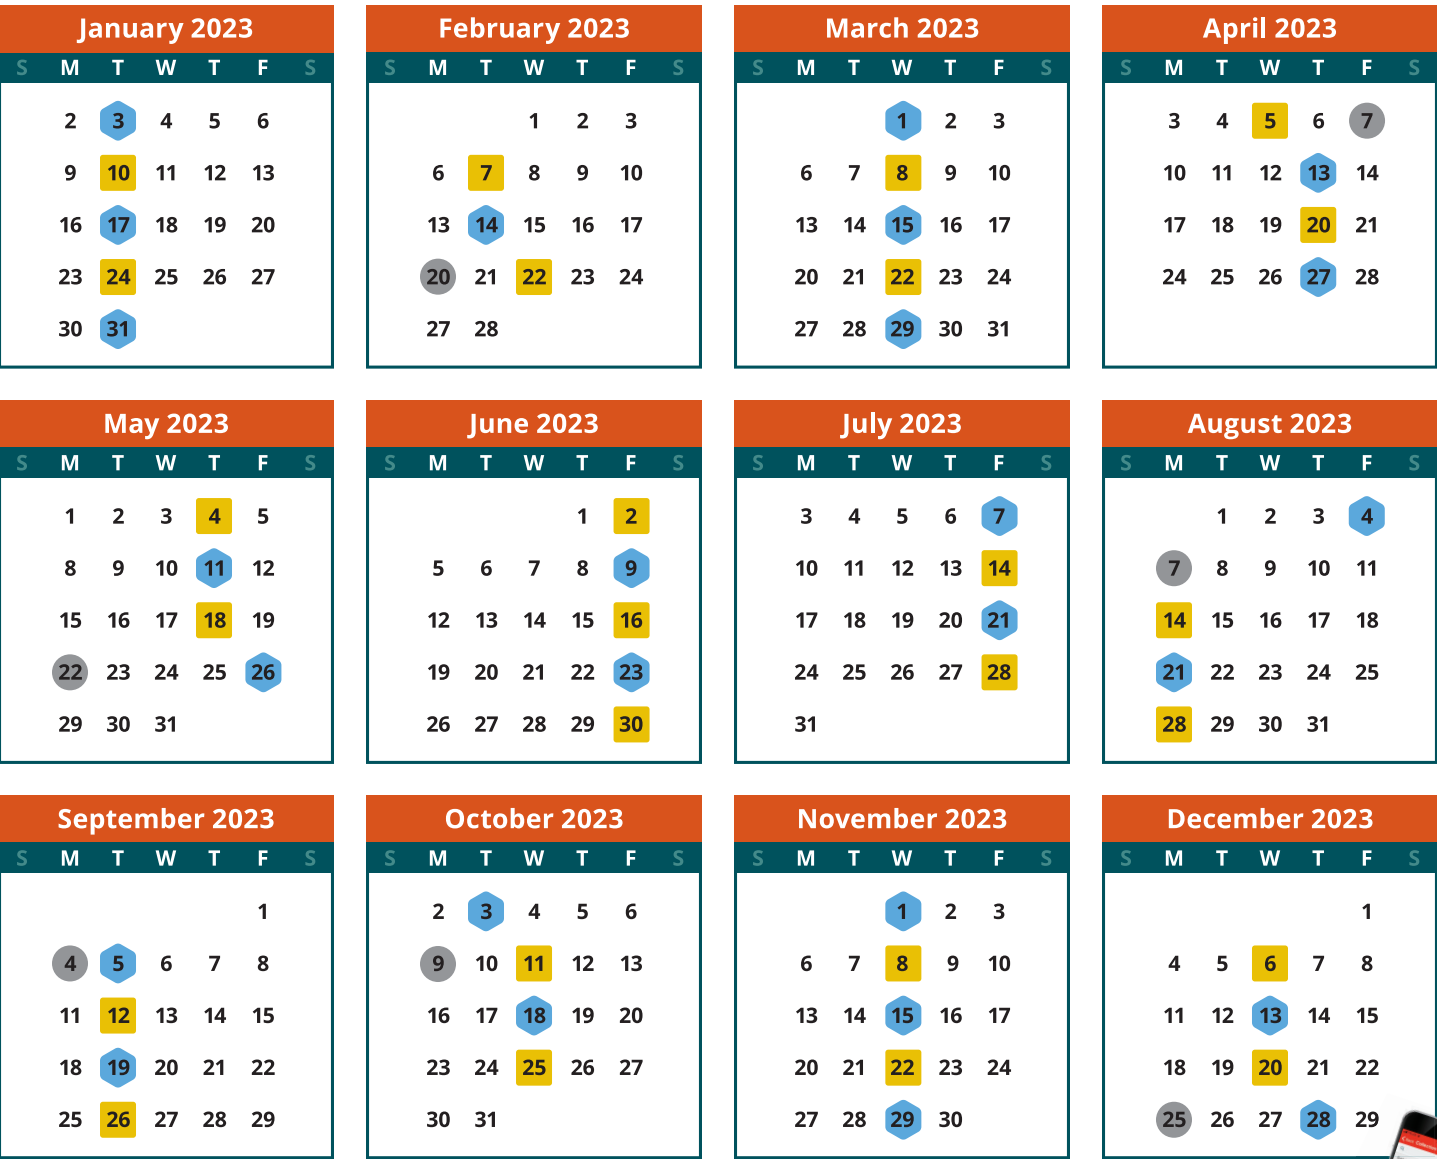 January 2023
S M T W T F S
2 3 4 5 6
9 10 11 12 13
16 17 18 19 20
23 24 25 26 27
30 31
February 2023
S M T W T F S
1 2 3
6 7 8 9 10
13 14 15 16 17
20 21 22 23 24
27 28
March 2023
S M T W T F S
1 2 3
6 7 8 9 10
13 14 15 16 17
20 21 22 23 24
27 28 29 30 31
April 2023
S M T W T F S
3 4 5 6 7
10 11 12 13 14
17 18 19 20 21
24 25 26 27 28
May 2023
S M T W T F S
1 2 3 4 5
8 9 10 11 12
15 16 17 18 19
22 23 24 25 26
29 30 31
June 2023
S M T W T F S
1 2
5 6 7 8 9
12 13 14 15 16
19 20 21 22 23
26 27 28 29 30
July 2023
S M T W T F S
3 4 5 6 7
10 11 12 13 14
17 18 19 20 21
24 25 26 27 28
31
August 2023
S M T W T F S
1 2 3 4
7 8 9 10 11
14 15 16 17 18
21 22 23 24 25
28 29 30 31
September 2023
S M T W T F S
1
4 5 6 7 8
11 12 13 14 15
18 19 20 21 22
25 26 27 28 29
October 2023
S M T W T F S
2 3 4 5 6
9 10 11 12 13
16 17 18 19 20
23 24 25 26 27
30 31
November 2023
S M T W T F S
1 2 3
6 7 8 9 10
13 14 15 16 17
20 21 22 23 24
27 28 29 30
December 2023
S M T W T F S
1
4 5 6 7 8
11 12 13 14 15
18 19 20 21 22
25 26 27 28 29